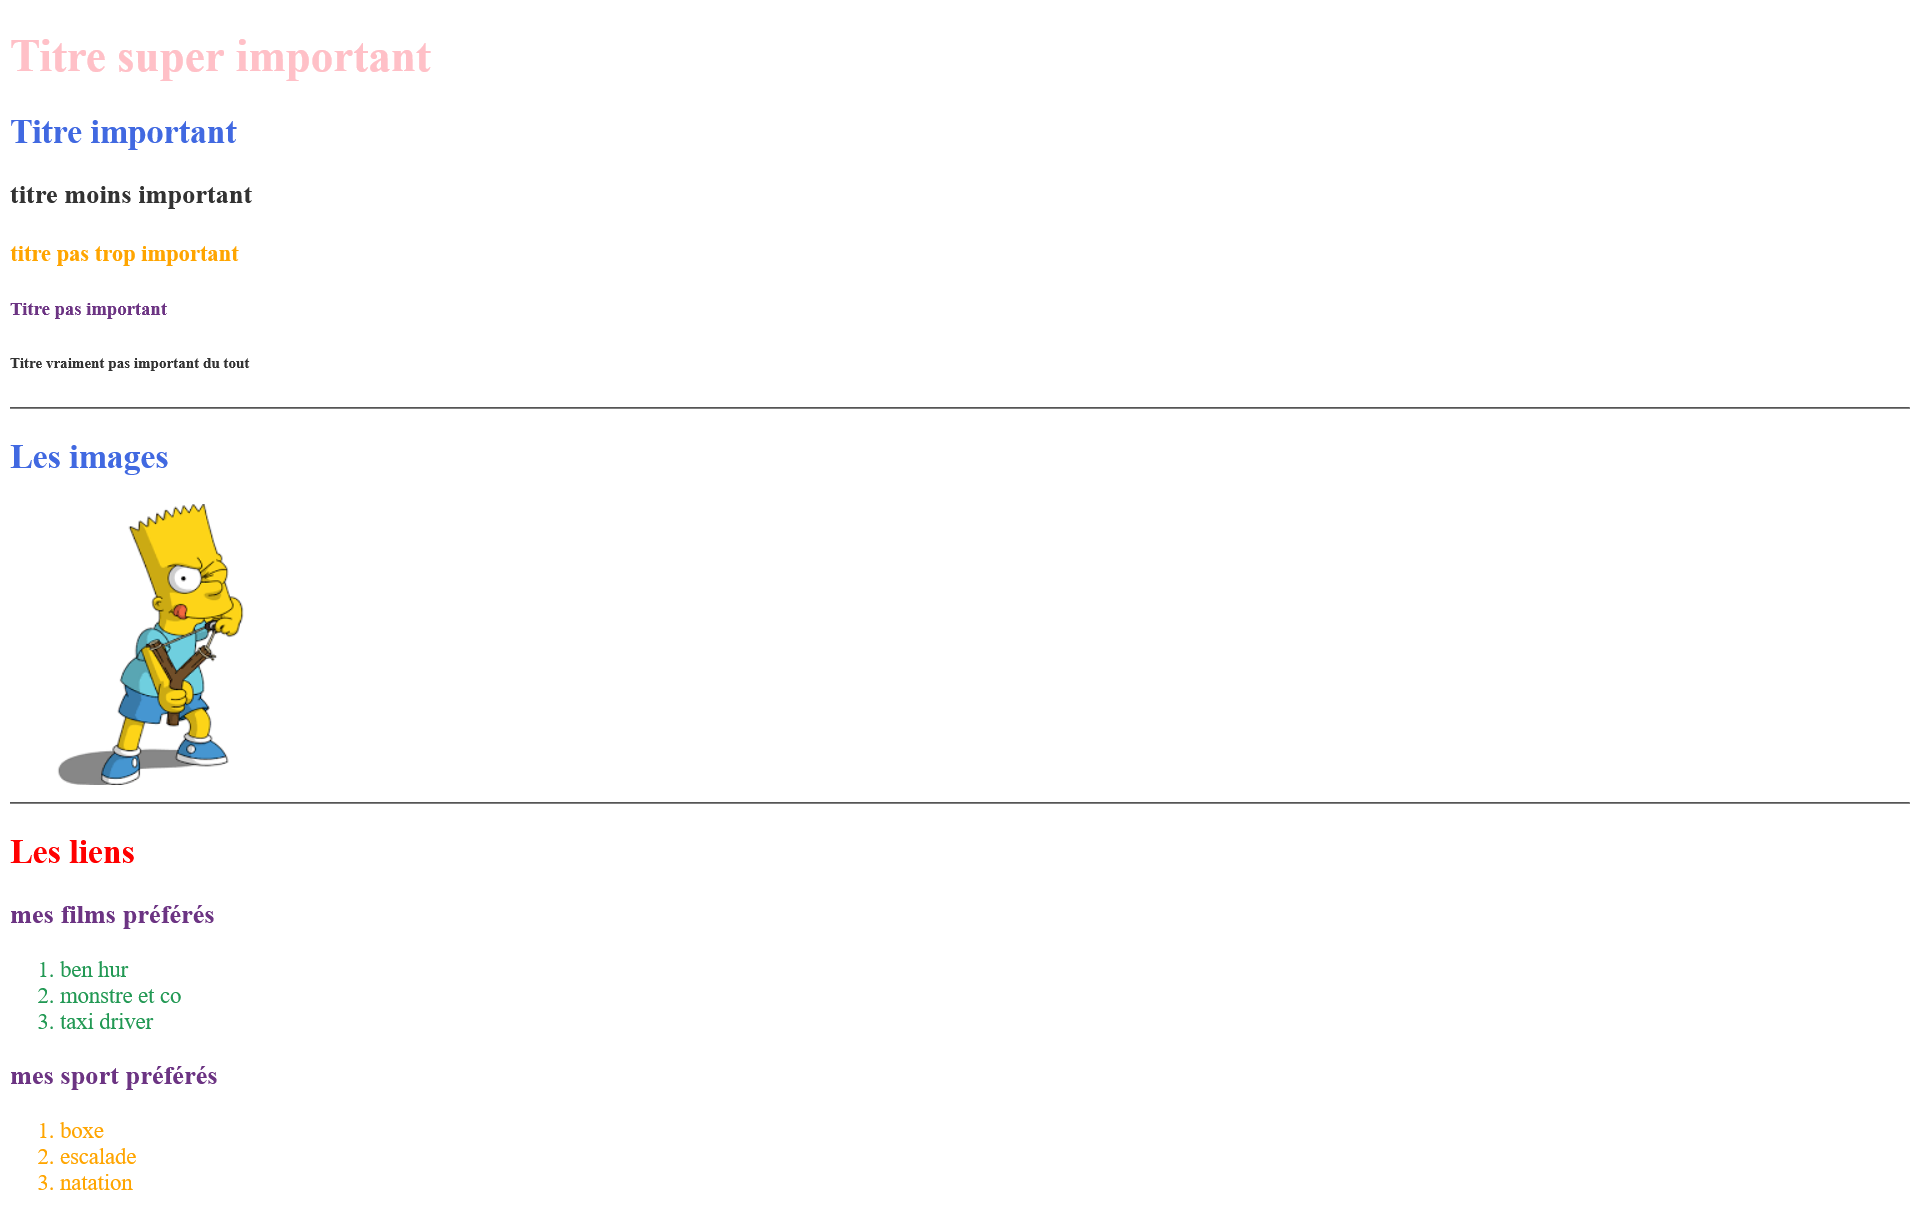 Titre super important
Titre important
titre moins important
titre pas trop important
Titre pas important
Titre vraiment pas important du tout
Les images
Les liens
mes films préférés
1. ben hur
2. monstre et co
3. taxi driver
mes sport préférés
1. boxe
2. escalade
3. natation